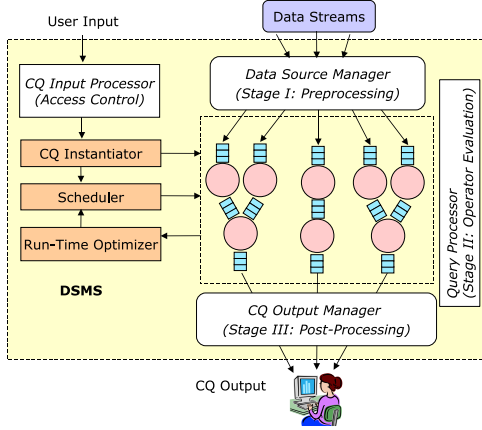 User Input
Data Streams
CQ Input Processor
(Access Control)
Data Source Manager
(Stage I: Preprocessing)
CQ Instantiator
Scheduler
Run-Time Optimizer
Query Processor
(Stage II: Operator Evaluation)
DSMS
CQ Output Manager
(Stage III: Post-Processing)
CQ Output